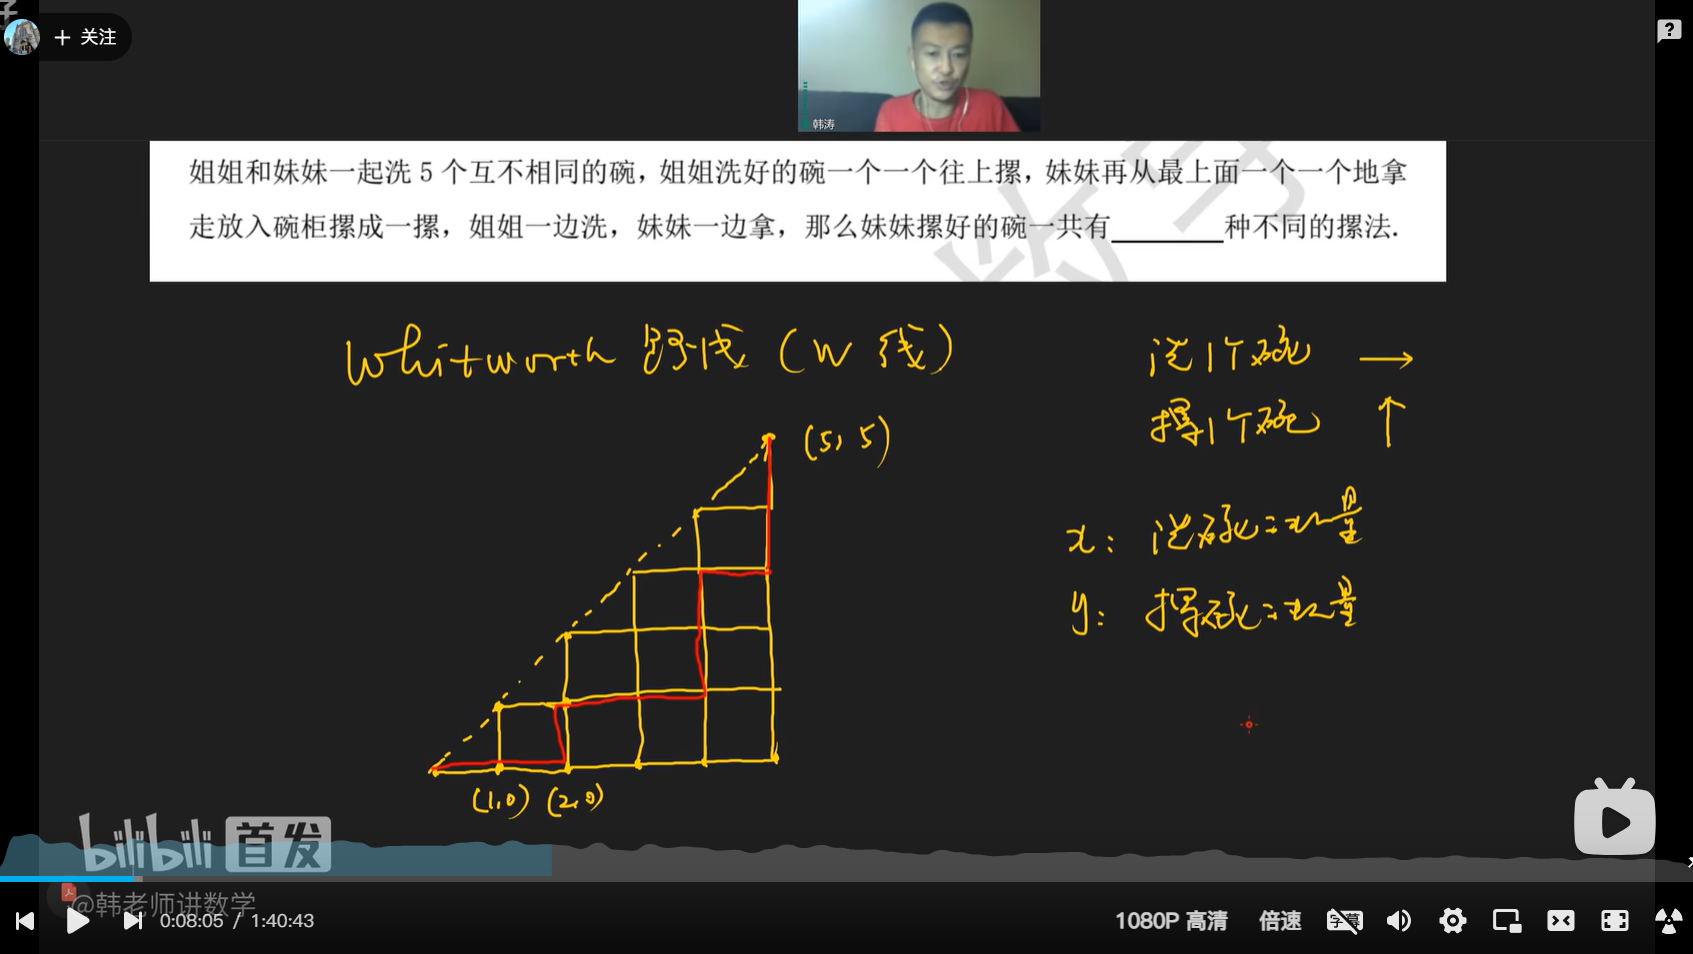 关注
韩涛
姐姐和妹妹一起洗 5 个互不相同的碗，姐姐洗好的碗一个一个往上摞，妹妹再从最上面一个一个地拿
走放入碗柜摞成一摞，姐姐一边洗，妹妹一边拿，那么妹妹摞好的碗一共有________种不同的摞法.
Whitworth 路线 (W 线)
洗1个碗 →
摞1个碗 ↑
(5, 5)
x: 洗碗数量
y: 摞碗数量
(1,0) (2,0)
bilibili 首发
@韩老师讲数学
0:08:05 / 1:40:43
1080P 高清 倍速 字幕